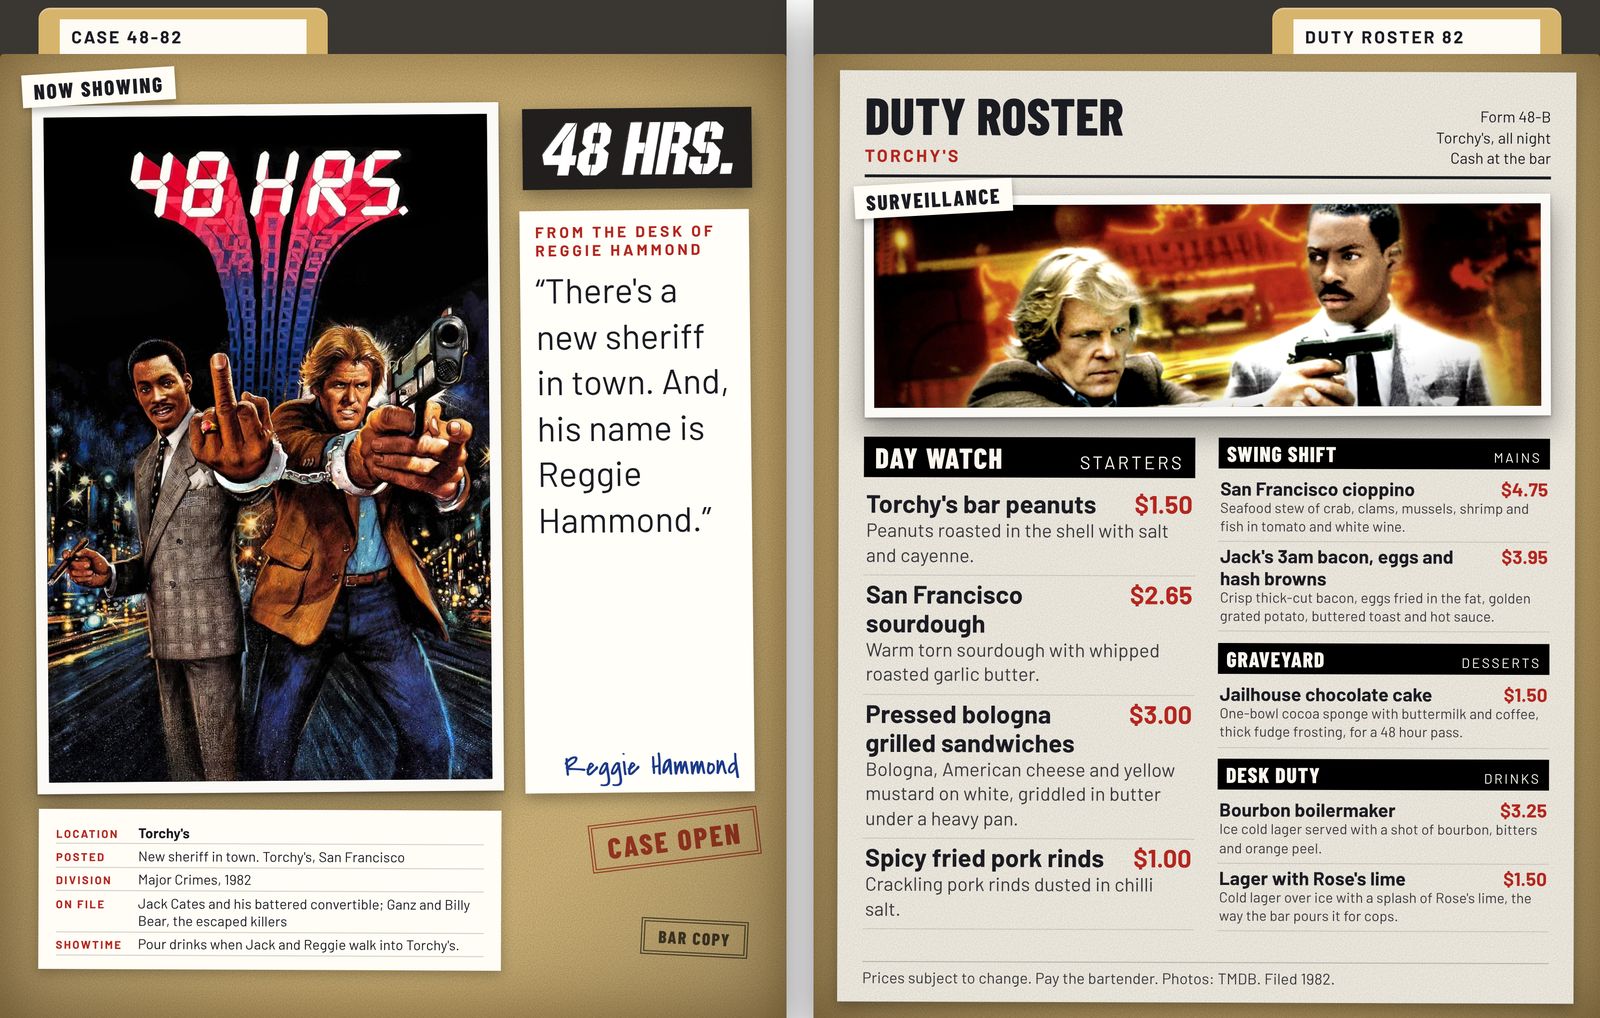 CASE 48-82
NOW SHOWING
48 HRS.
48 HRS.
FROM THE DESK OF
REGGIE HAMMOND
“There's a
new sheriff
in town. And,
his name is
Reggie
Hammond.”
Reggie Hammond
LOCATION Torchy's
POSTED New sheriff in town. Torchy's, San Francisco
DIVISION Major Crimes, 1982
ON FILE Jack Cates and his battered convertible; Ganz and Billy
Bear, the escaped killers
SHOWTIME Pour drinks when Jack and Reggie walk into Torchy's.
CASE OPEN
BAR COPY
DUTY ROSTER 82
DUTY ROSTER
TORCHY'S
Form 48-B
Torchy's, all night
Cash at the bar
SURVEILLANCE
DAY WATCH STARTERS
Torchy's bar peanuts $1.50
Peanuts roasted in the shell with salt
and cayenne.
San Francisco $2.65
sourdough
Warm torn sourdough with whipped
roasted garlic butter.
Pressed bologna $3.00
grilled sandwiches
Bologna, American cheese and yellow
mustard on white, griddled in butter
under a heavy pan.
Spicy fried pork rinds $1.00
Crackling pork rinds dusted in chilli
salt.
SWING SHIFT MAINS
San Francisco cioppino $4.75
Seafood stew of crab, clams, mussels, shrimp and
fish in tomato and white wine.
Jack's 3am bacon, eggs and $3.95
hash browns
Crisp thick-cut bacon, eggs fried in the fat, golden
grated potato, buttered toast and hot sauce.
GRAVEYARD DESSERTS
Jailhouse chocolate cake $1.50
One-bowl cocoa sponge with buttermilk and coffee,
thick fudge frosting, for a 48 hour pass.
DESK DUTY DRINKS
Bourbon boilermaker $3.25
Ice cold lager served with a shot of bourbon, bitters
and orange peel.
Lager with Rose's lime $1.50
Cold lager over ice with a splash of Rose's lime, the
way the bar pours it for cops.
Prices subject to change. Pay the bartender. Photos: TMDB. Filed 1982.